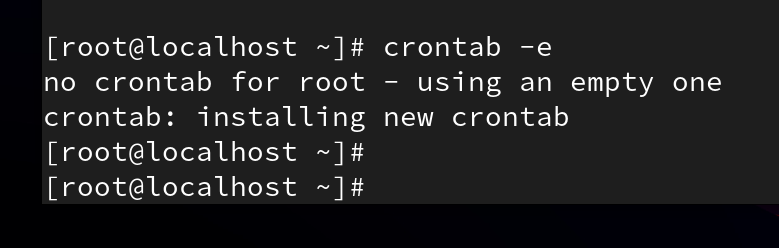 [root@localhost ~]# crontab -e
no crontab for root - using an empty one
crontab: installing new crontab
[root@localhost ~]#
[root@localhost ~]#